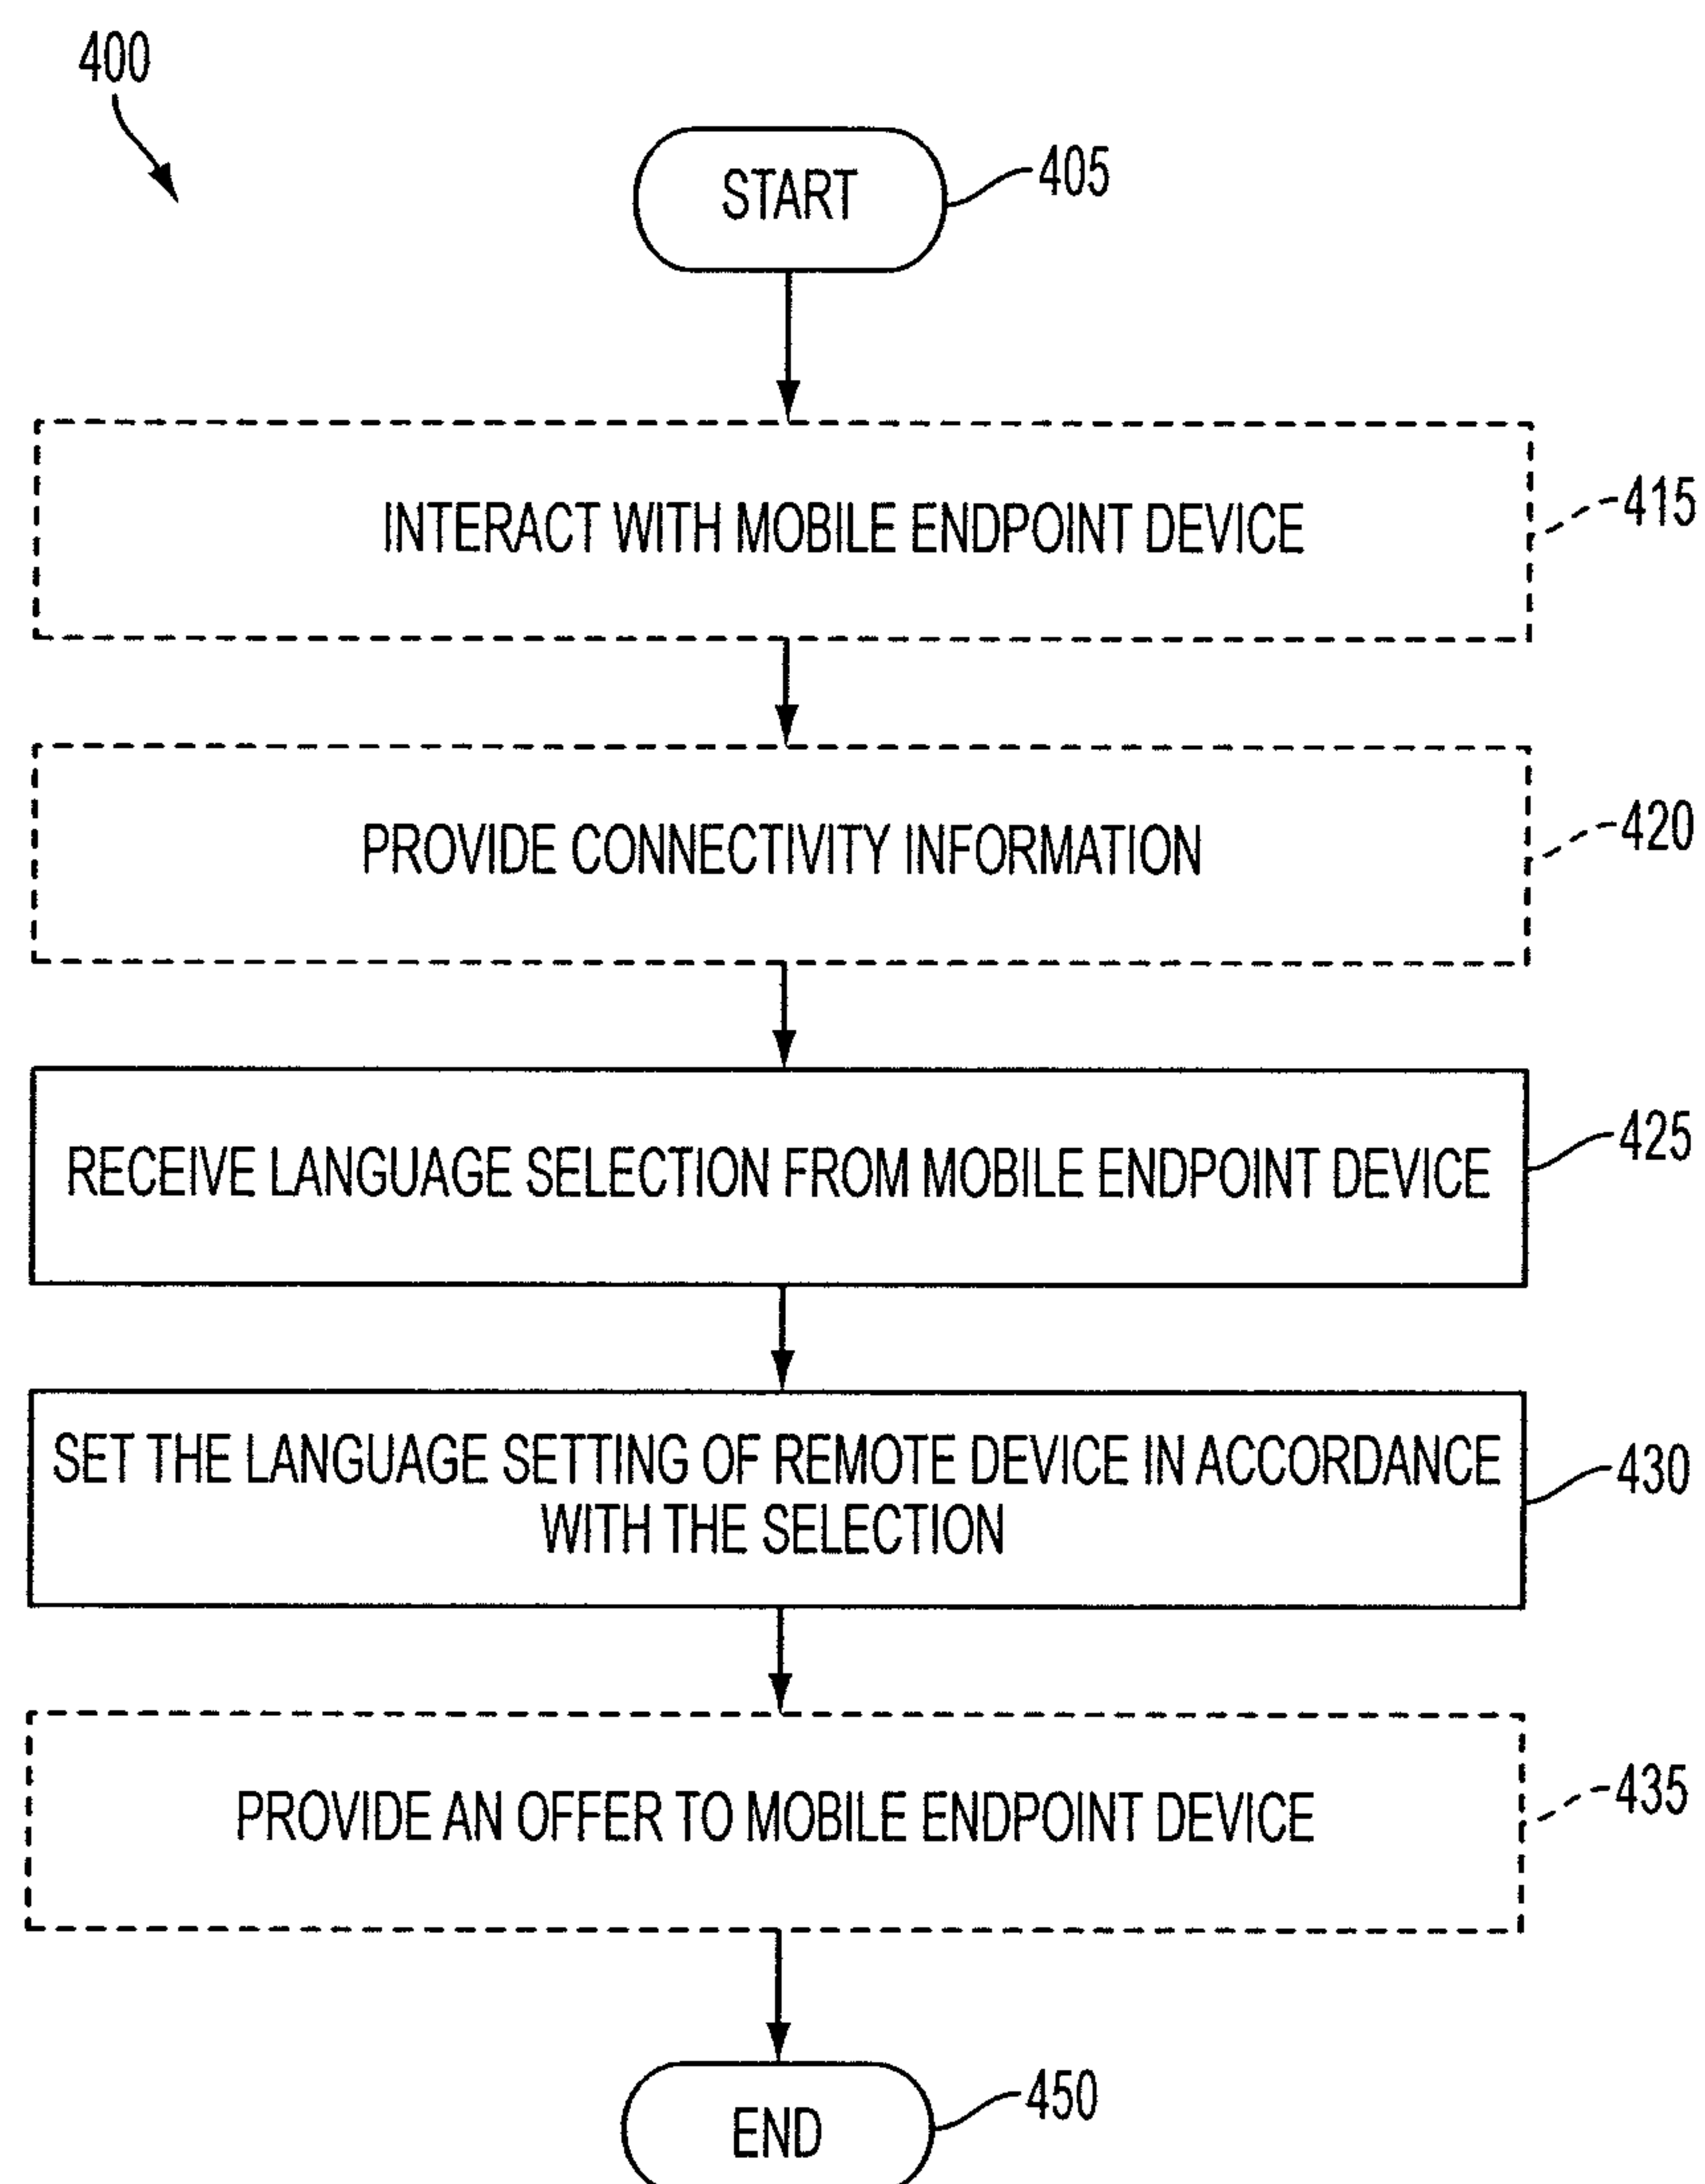 400
START
405
INTERACT WITH MOBILE ENDPOINT DEVICE
415
PROVIDE CONNECTIVITY INFORMATION
420
RECEIVE LANGUAGE SELECTION FROM MOBILE ENDPOINT DEVICE
425
SET THE LANGUAGE SETTING OF REMOTE DEVICE IN ACCORDANCE
WITH THE SELECTION
430
PROVIDE AN OFFER TO MOBILE ENDPOINT DEVICE
435
END
450